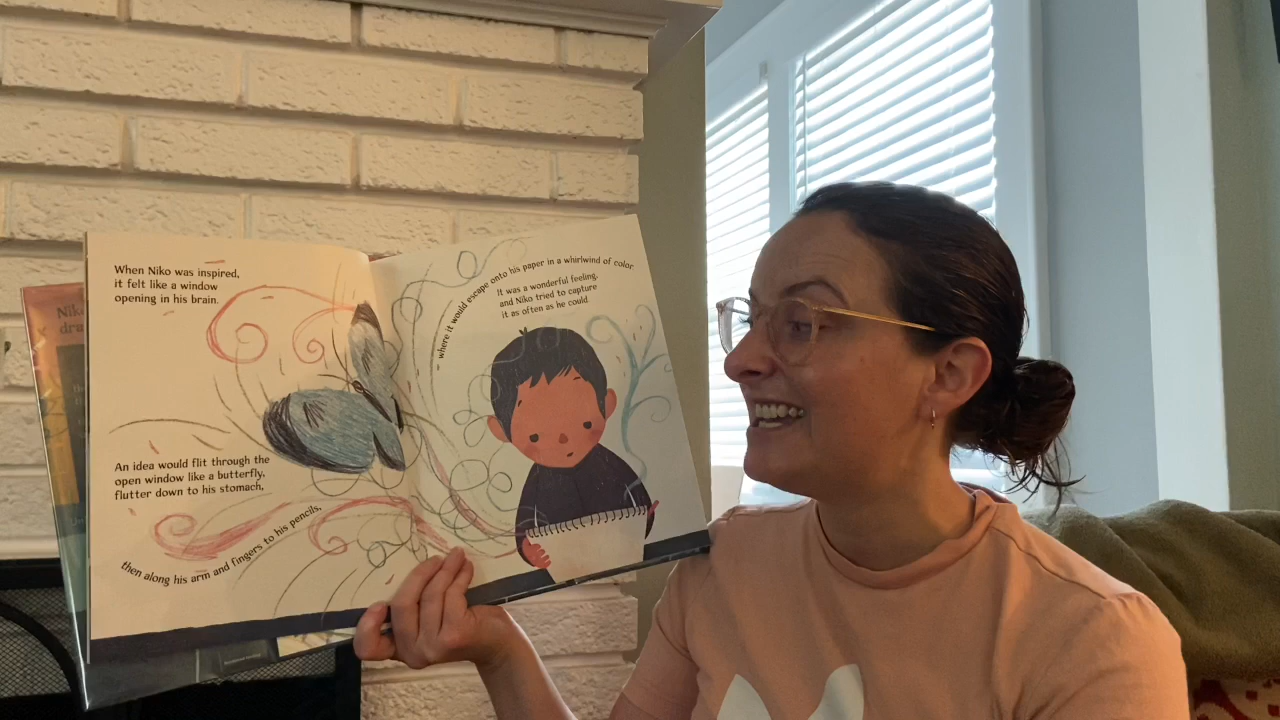 When Niko was inspired,
it felt like a window
opening in his brain.
An idea would flit through the
open window like a butterfly,
flutter down to his stomach,
then along his arm and fingers to his pencils,
where it would escape onto his paper in a whirlwind of color.
It was a wonderful feeling,
and Niko tried to capture
it as often as he could.
Niko
dra